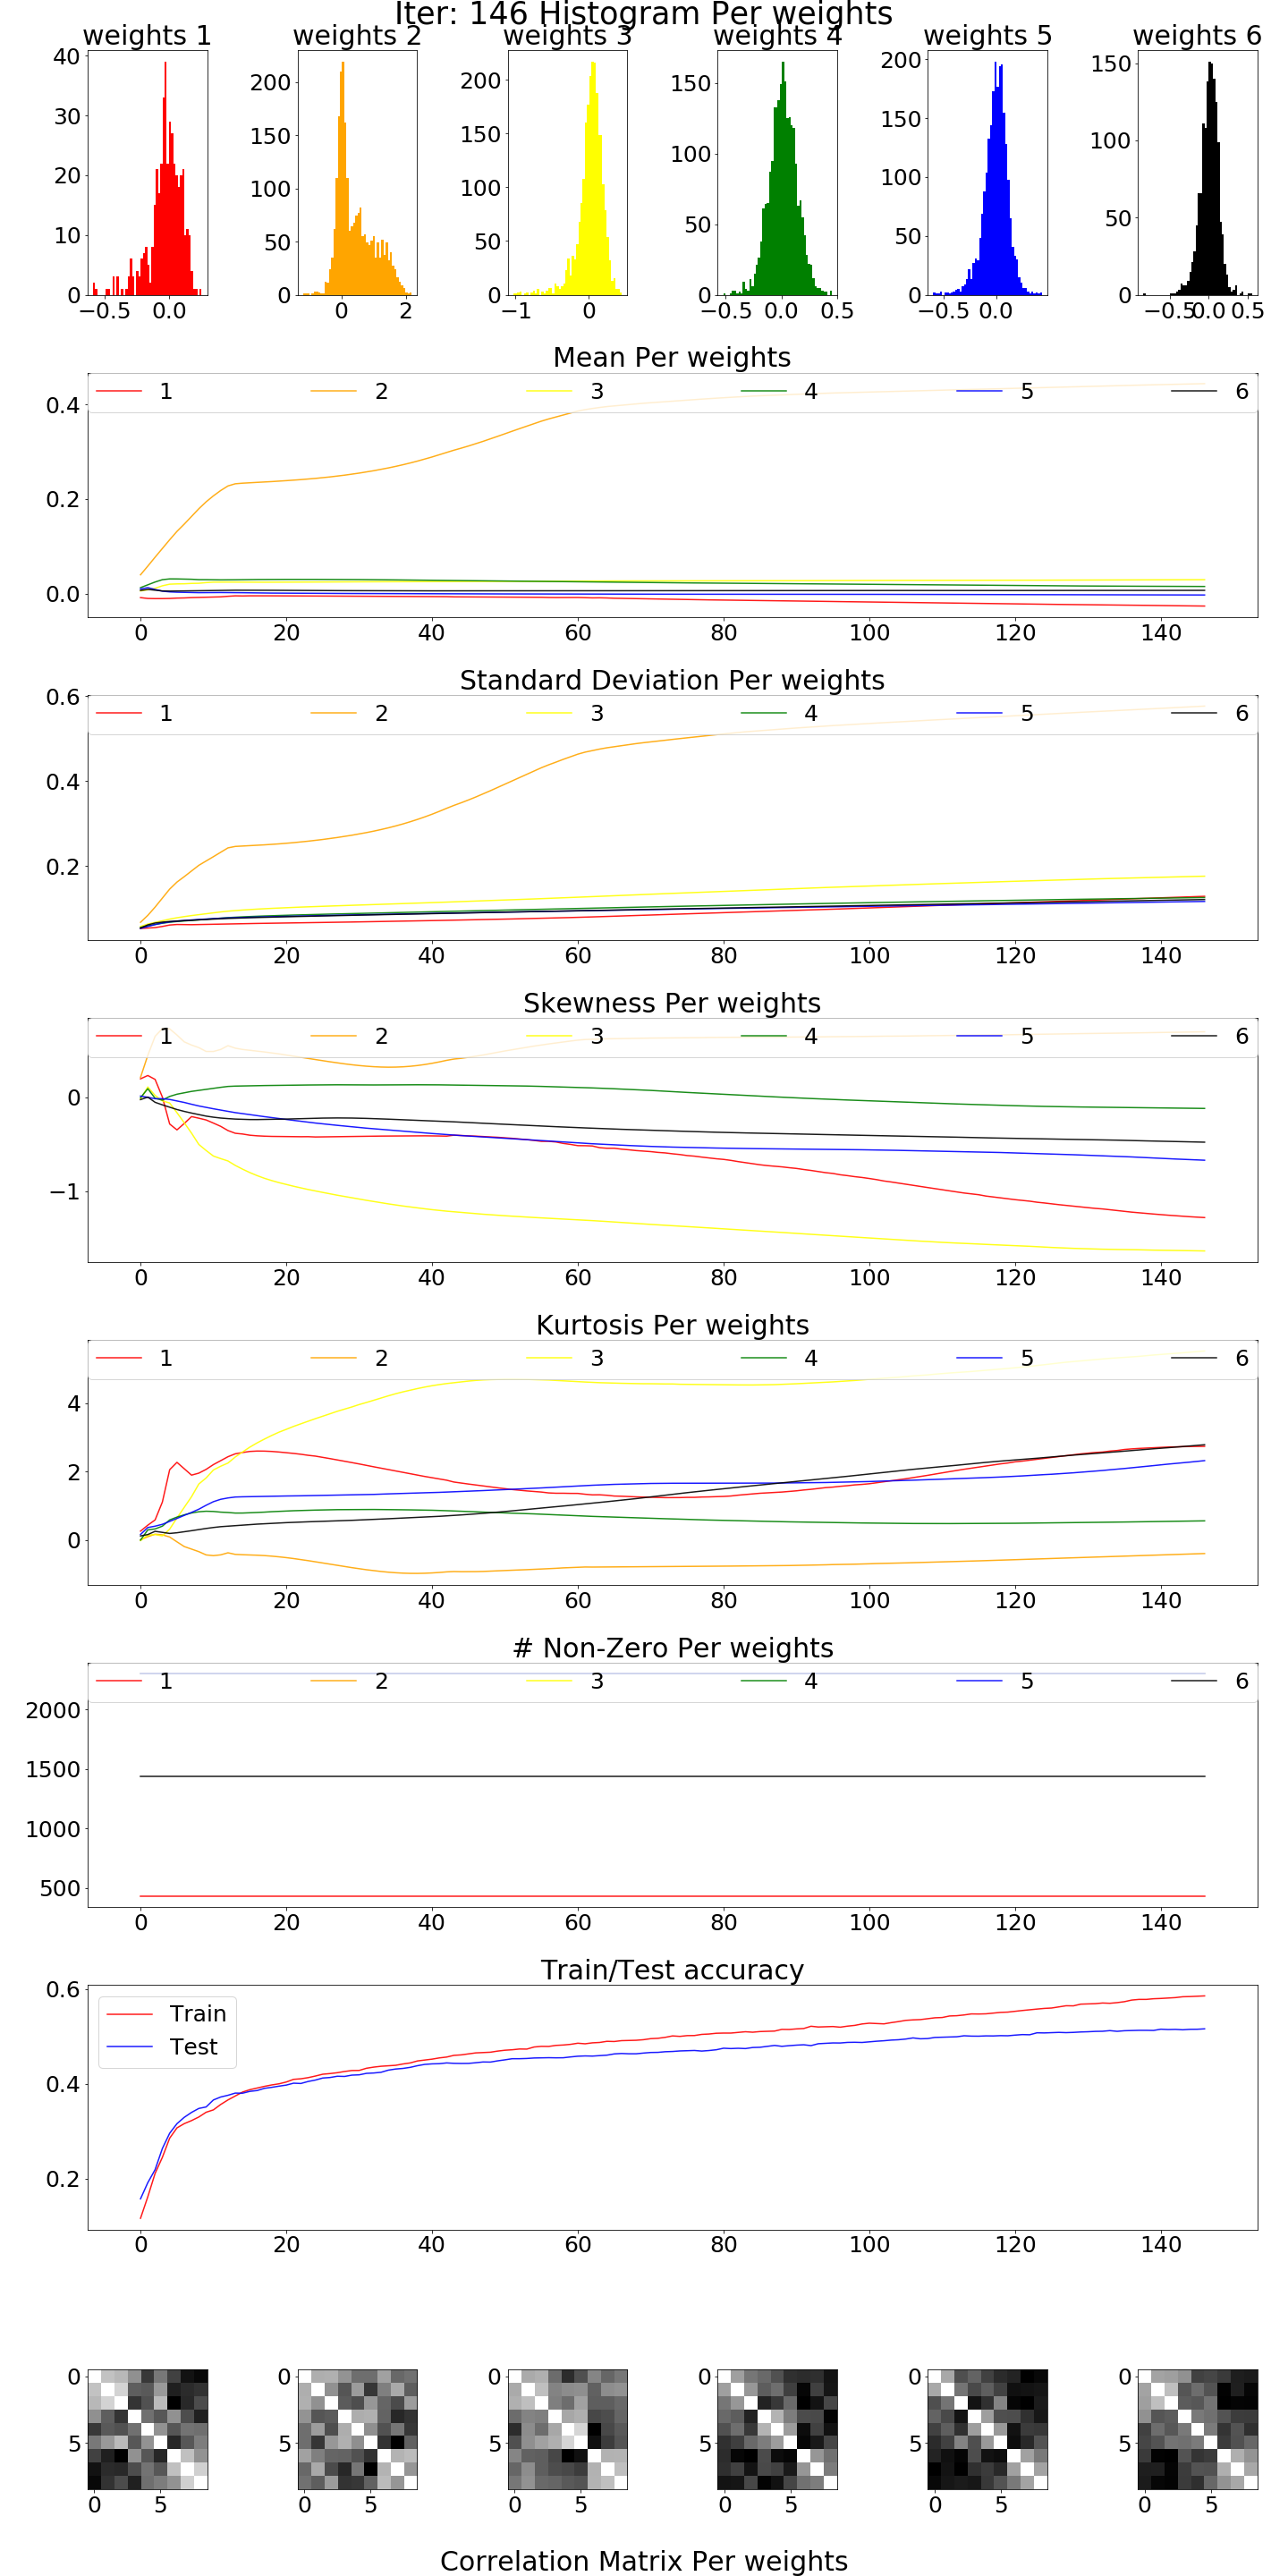 Iter: 146 Histogram Per weights
weights 1 weights 2 weights 3 weights 4 weights 5 weights 6
40 30 20 10 0
−0.5 0.0
200 150 100 50 0
0 2
200 150 100 50 0
−1 0
150 100 50 0
−0.5 0.0 0.5
200 150 100 50 0
−0.5 0.0
150 100 50 0
−0.5 0.0 0.5
Mean Per weights
1 2 3 4 5 6
0.4
0.2
0.0
0 20 40 60 80 100 120 140
Standard Deviation Per weights
0.6
1 2 3 4 5 6
0.4
0.2
0 20 40 60 80 100 120 140
Skewness Per weights
1 2 3 4 5 6
0
−1
0 20 40 60 80 100 120 140
Kurtosis Per weights
1 2 3 4 5 6
4
2
0
0 20 40 60 80 100 120 140
# Non-Zero Per weights
1 2 3 4 5 6
2000
1500
1000
500
0 20 40 60 80 100 120 140
Train/Test accuracy
0.6
Train
Test
0.4
0.2
0 20 40 60 80 100 120 140
0 0 0 0 0 0
5 5 5 5 5 5
0 5 0 5 0 5 0 5 0 5 0 5
Correlation Matrix Per weights